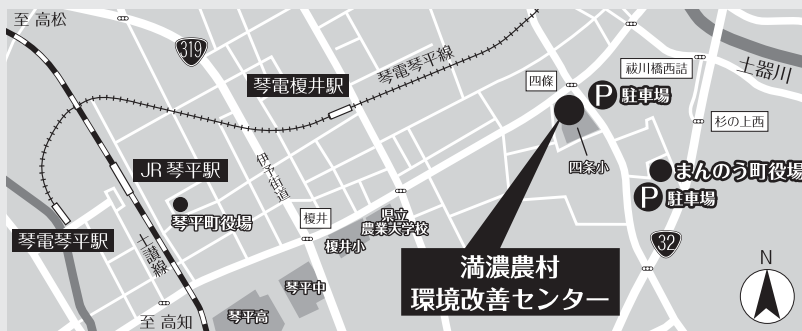 至 高松
319
琴電榎井駅
琴電琴平線
四條
P 駐車場
祓川橋西詰
土器川
杉の上西
四条小
まんのう町役場
P 駐車場
JR 琴平駅
伊予街道
琴平町役場
榎井
県立
農業大学校
榎井小
琴電琴平駅
土讃線
32
満濃農村
環境改善センター
琴平中
至 高知
琴平高
N